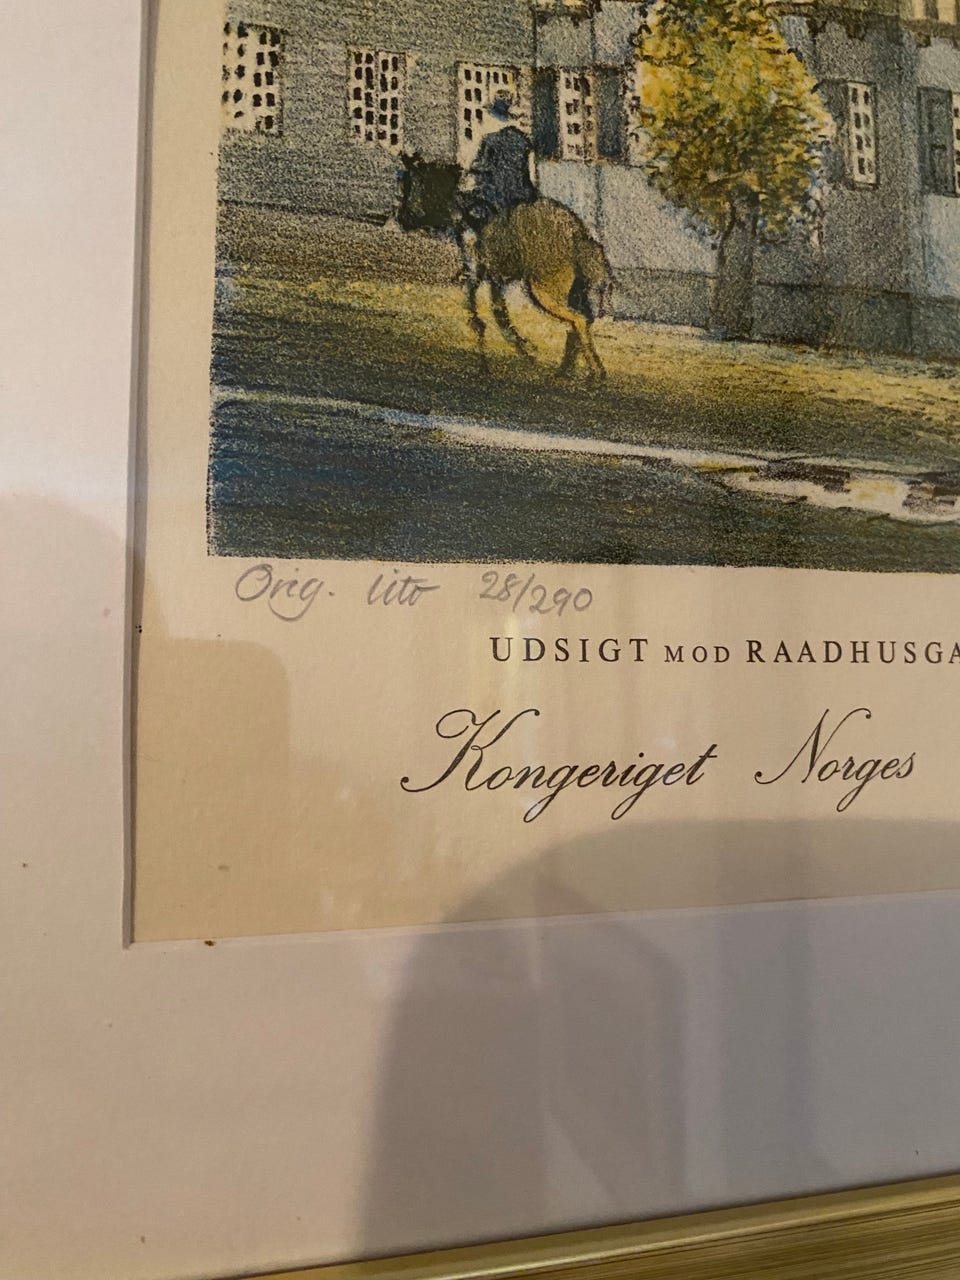 Orig. lito 28/290
UDSIGT MOD RAADHUSGA
Kongeriget Norges